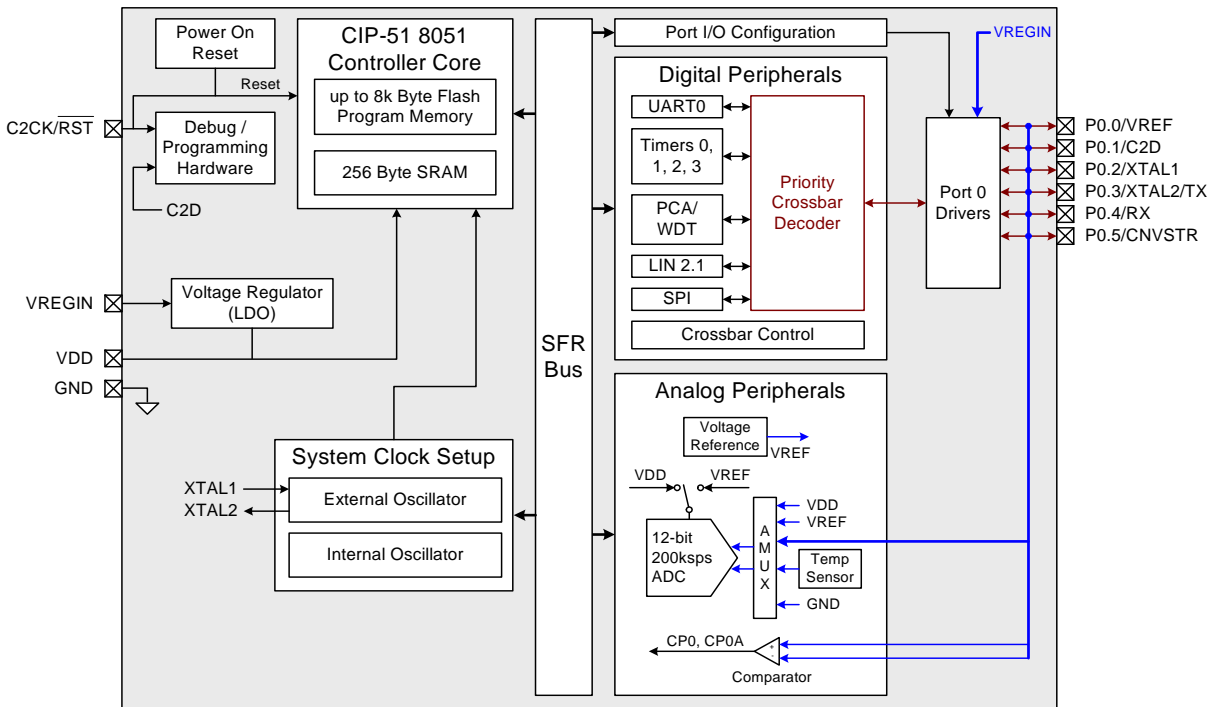 Power On
Reset
Reset
C2CK/RST
Debug /
Programming
Hardware
C2D
VREGIN
Voltage Regulator
(LDO)
VDD
GND
CIP-51 8051
Controller Core
up to 8k Byte Flash
Program Memory
256 Byte SRAM
System Clock Setup
XTAL1
XTAL2
External Oscillator
Internal Oscillator
SFR
Bus
Port I/O Configuration
Digital Peripherals
UART0
Timers 0,
1, 2, 3
PCA/
WDT
LIN 2.1
SPI
Priority
Crossbar
Decoder
Crossbar Control
VREGIN
Port 0
Drivers
P0.0/VREF
P0.1/C2D
P0.2/XTAL1
P0.3/XTAL2/TX
P0.4/RX
P0.5/CNVSTR
Analog Peripherals
Voltage
Reference
VREF
VDD
VREF
12-bit
200ksps
ADC
A
M
U
X
VDD
VREF
Temp
Sensor
GND
CP0, CP0A
+
-
Comparator